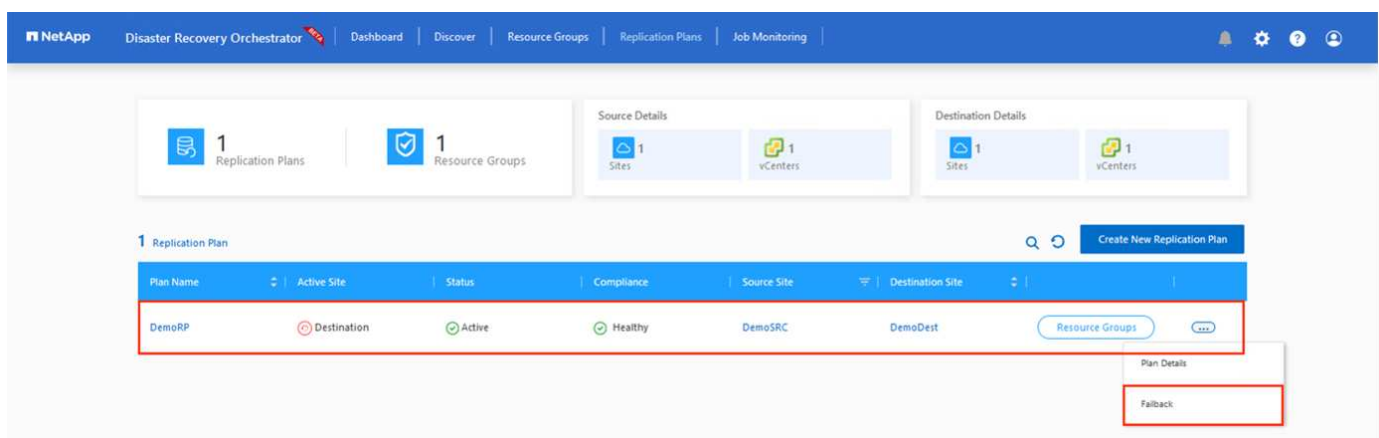 NetApp Disaster Recovery Orchestrator BETA Dashboard Discover Resource Groups Replication Plans Job Monitoring
1
Replication Plans
1
Resource Groups
Source Details
1
Sites
1
vCenters
Destination Details
1
Sites
1
vCenters
1 Replication Plan
Create New Replication Plan
Plan Name Active Site Status Compliance Source Site Destination Site
DemoRP Destination Active Healthy DemoSRC DemoDest Resource Groups ...
Plan Details
Failback